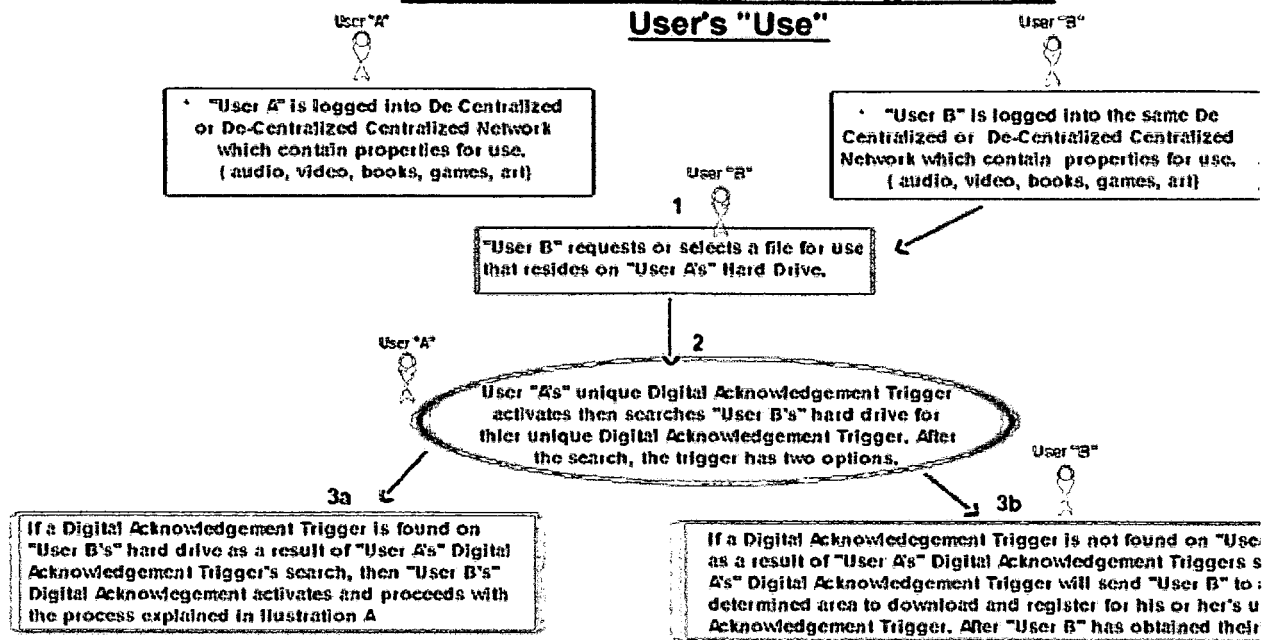 User's "Use"
User "A"
User "B"
• "User A" is logged into De Centralized
or De-Centralized Centralized Network
which contain properties for use.
( audio, video, books, games, art)
• "User B" is logged into the same De
Centralized or De-Centralized Centralized
Network which contain properties for use.
( audio, video, books, games, art)
User "B"
1
"User B" requests or selects a file for use
that resides on "User A's" Hard Drive.
2
User "A"
User "A's" unique Digital Acknowledgement Trigger
activates then searches "User B's" hard drive for
thier unique Digital Acknowledgement Trigger. After
the search, the trigger has two options.
User "B"
3a
3b
If a Digital Acknowledgement Trigger is found on
"User B's" hard drive as a result of "User A's" Digital
Acknowledgement Trigger's search, then "User B's"
Digital Acknowlegement activates and proceeds with
the process explained in Ilustration A
If a Digital Acknowledegement Trigger is not found on
as a result of "User A's" Digital Acknowledgement Triggers
A's" Digital Acknowledgement Trigger will send "User B" to
determined area to download and register for his or her's
Acknowledgement Trigger. After "User B" has obtained their